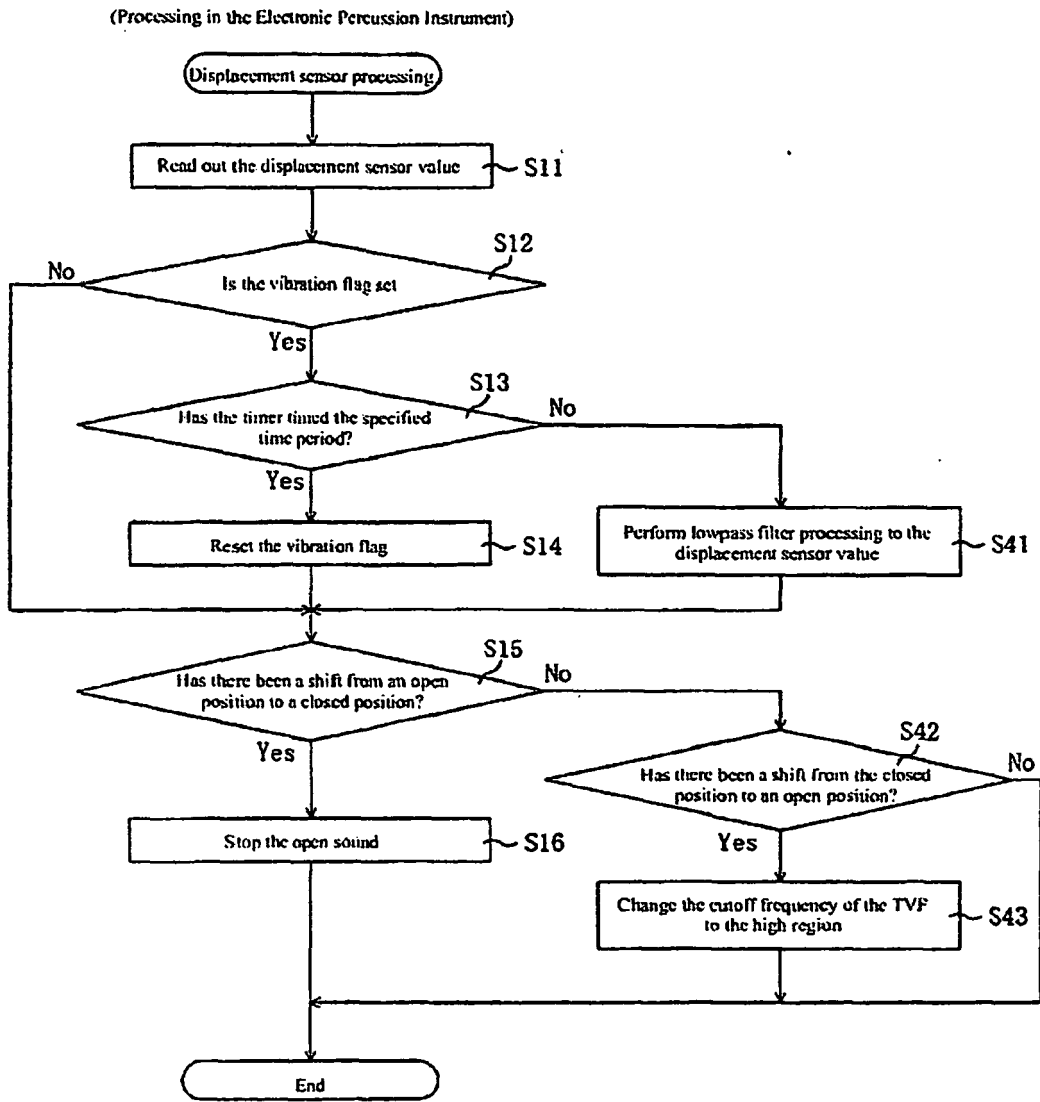 (Processing in the Electronic Percussion Instrument)
Displacement sensor processing
Read out the displacement sensor value
S11
S12
No
Is the vibration flag set
Yes
S13
No
Has the timer timed the specified
time period?
Yes
Reset the vibration flag
S14
Perform lowpass filter processing to the
displacement sensor value
S41
S15
No
Has there been a shift from an open
position to a closed position?
Yes
S42
No
Has there been a shift from the closed
position to an open position?
Yes
Stop the open sound
S16
Change the cutoff frequency of the TVF
to the high region
S43
End